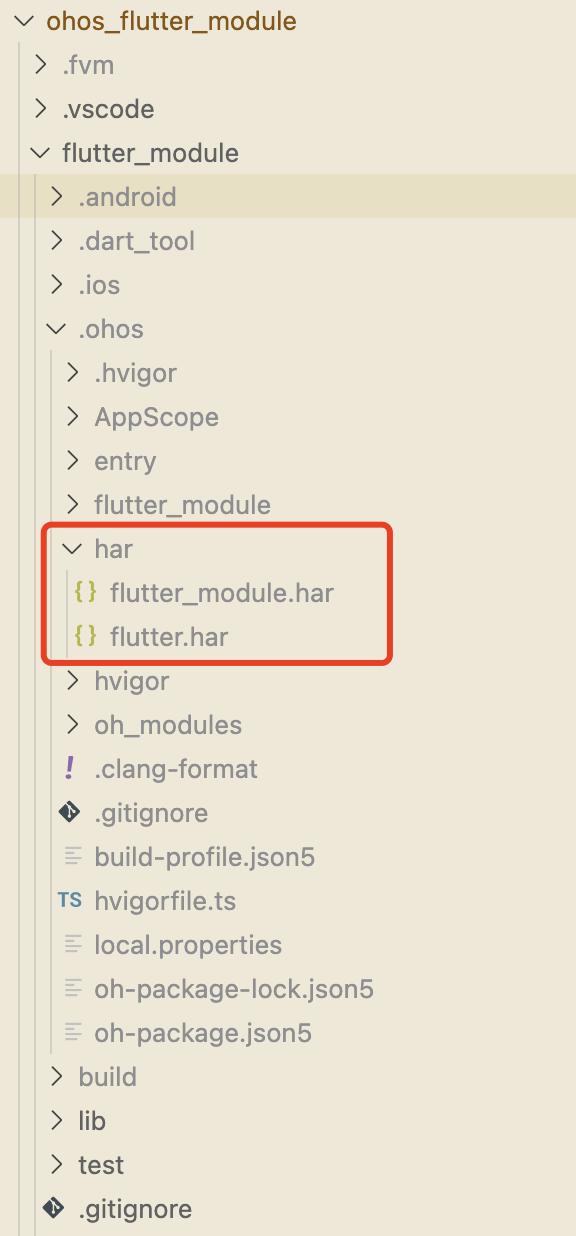 ohos_flutter_module
.fvm
.vscode
flutter_module
.android
.dart_tool
.ios
.ohos
.hvigor
AppScope
entry
flutter_module
har
{} flutter_module.har
{} flutter.har
hvigor
oh_modules
! .clang-format
.gitignore
build-profile.json5
TS hvigorfile.ts
local.properties
oh-package-lock.json5
oh-package.json5
build
lib
test
.gitignore